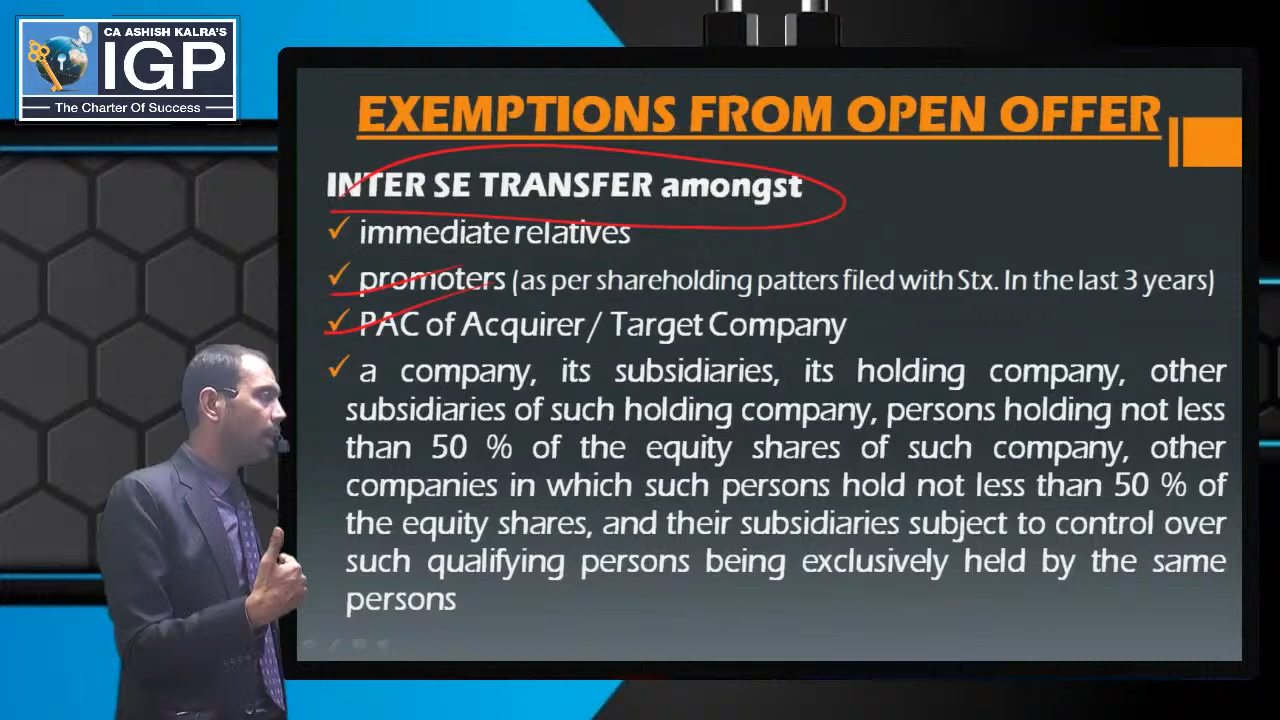 CA ASHISH KALRA'S
IGP
The Charter Of Success
EXEMPTIONS FROM OPEN OFFER
INTER SE TRANSFER amongst
✓ immediate relatives
✓ promoters (as per shareholding patters filed with Stx. In the last 3 years)
✓ PAC of Acquirer / Target Company
✓ a company, its subsidiaries, its holding company, other
subsidiaries of such holding company, persons holding not less
than 50 % of the equity shares of such company, other
companies in which such persons hold not less than 50 % of
the equity shares, and their subsidiaries subject to control over
such qualifying persons being exclusively held by the same
persons